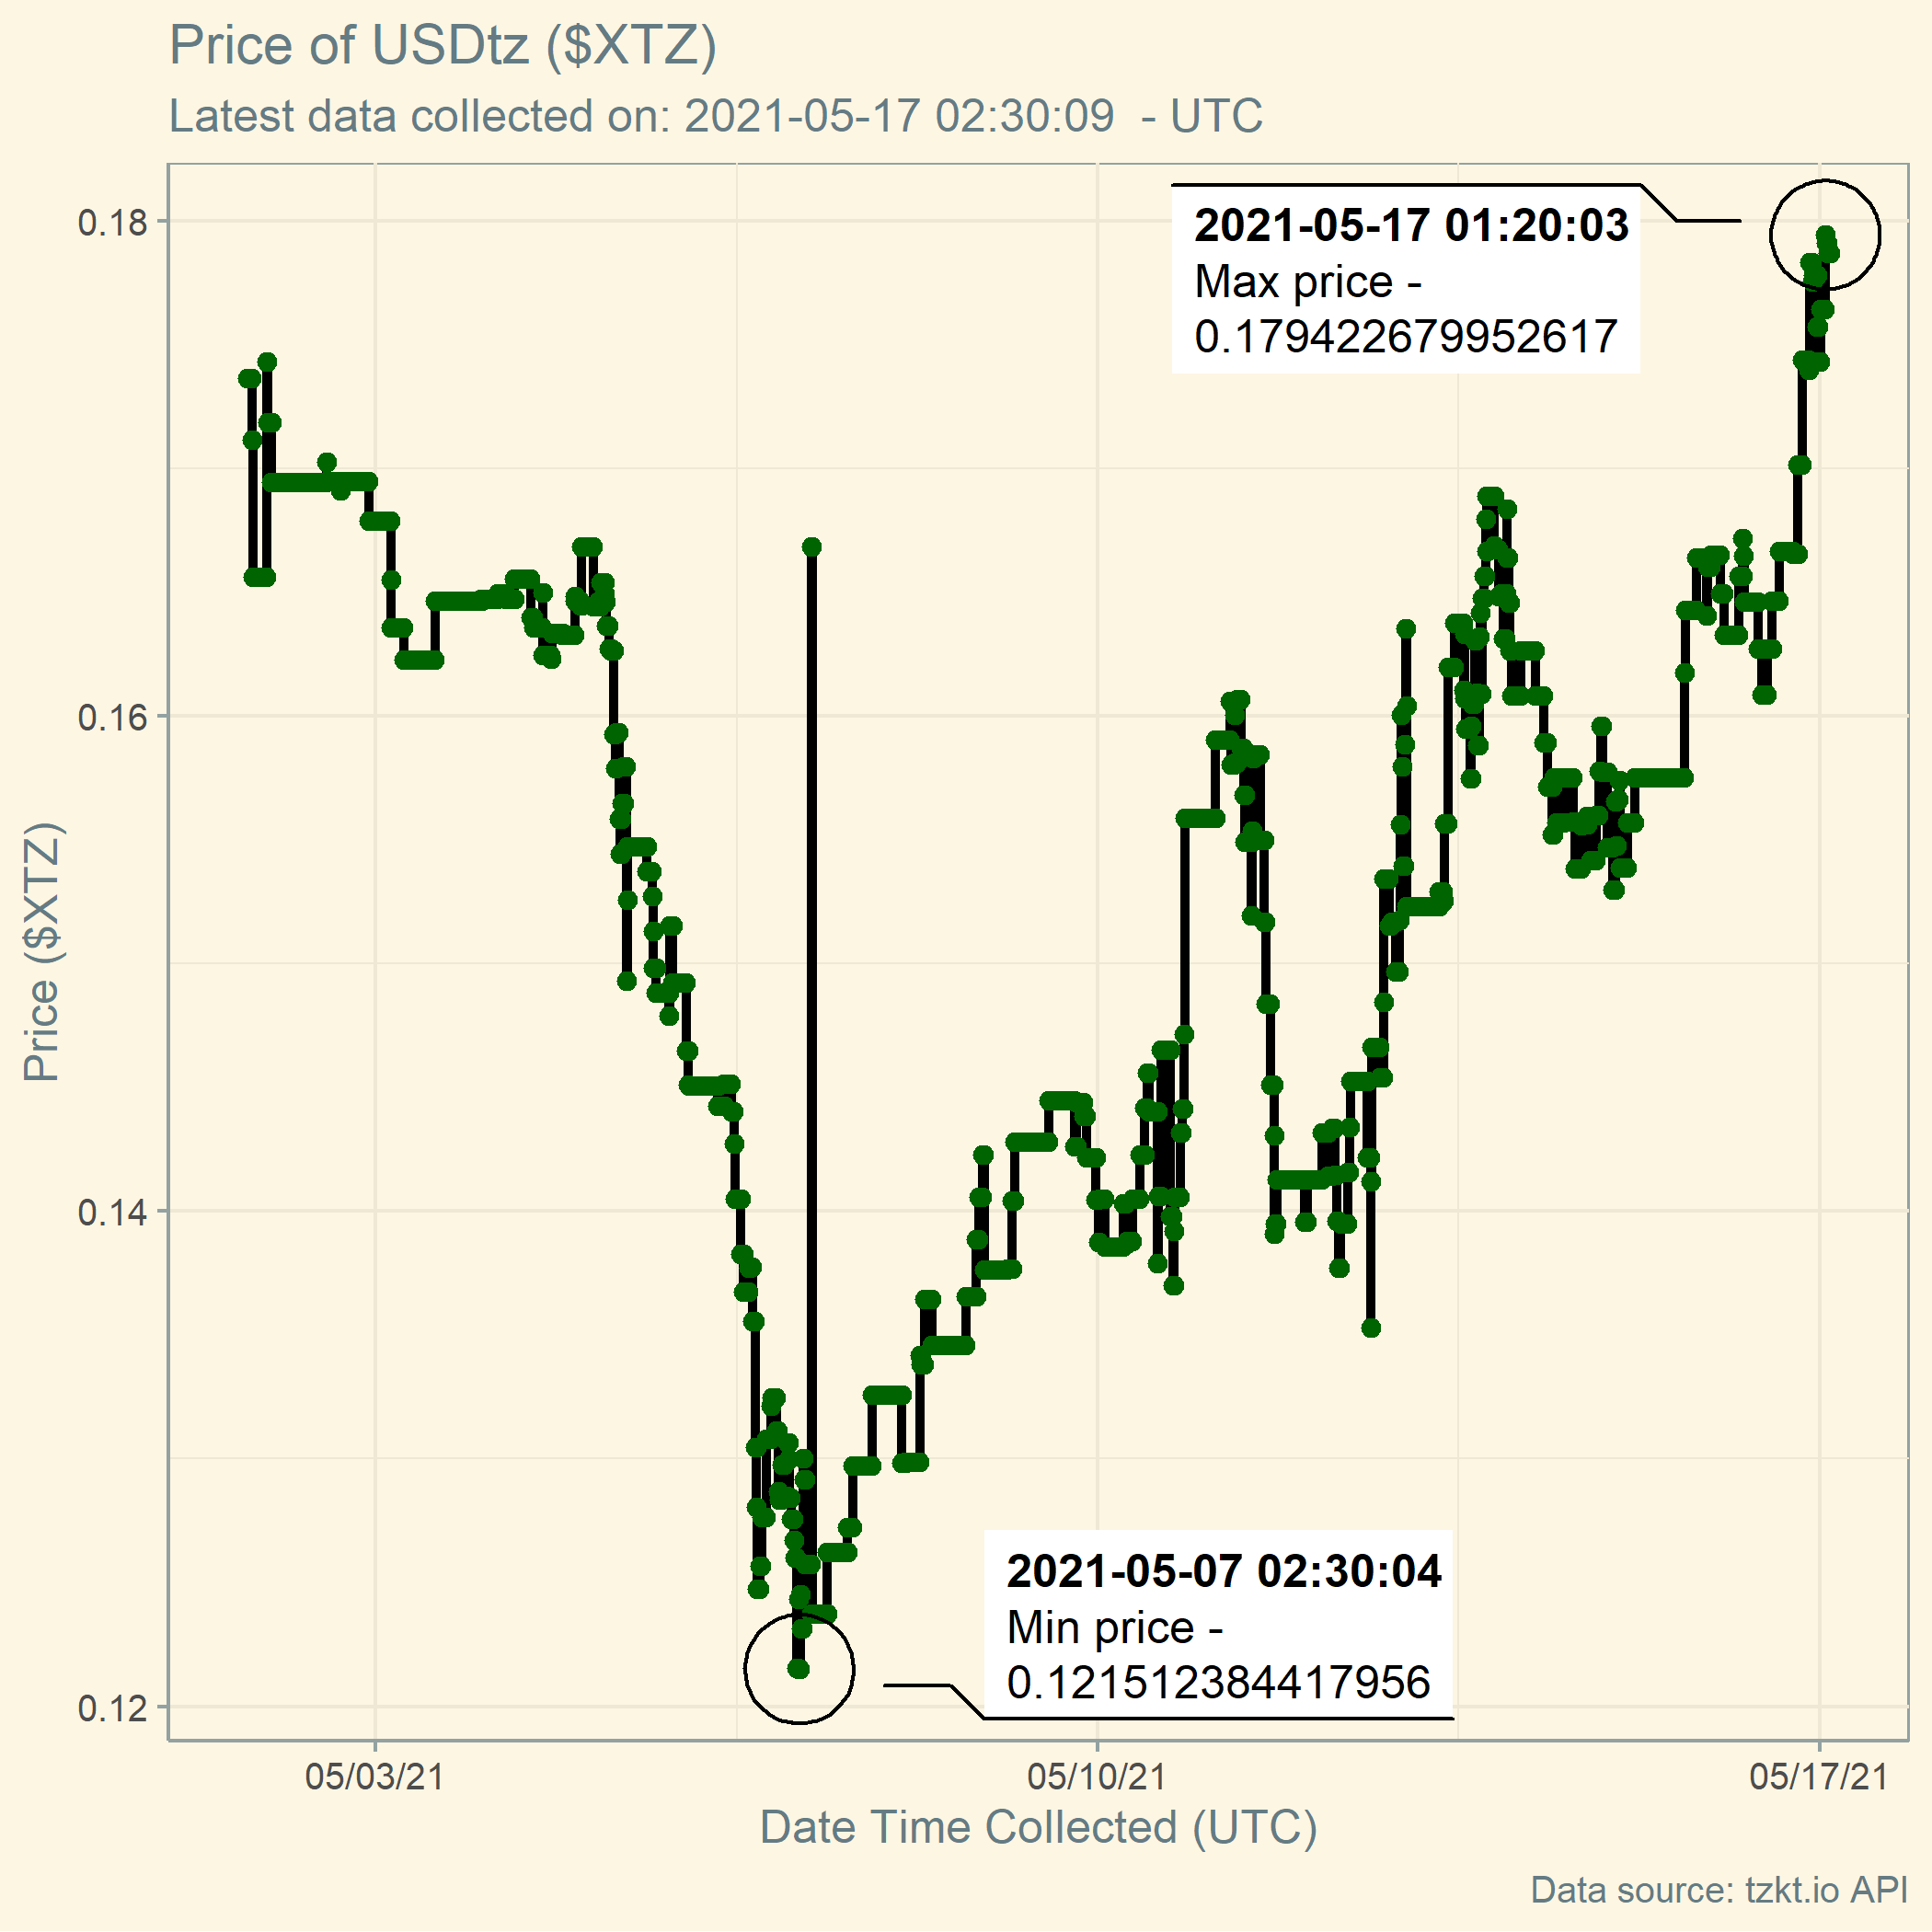 Price of USDtz ($XTZ)
Latest data collected on: 2021-05-17 02:30:09  - UTC
2021-05-17 01:20:03
Max price -
0.179422679952617
0.18
0.16
0.14
0.12
Price ($XTZ)
2021-05-07 02:30:04
Min price -
0.121512384417956
05/03/21
05/10/21
05/17/21
Date Time Collected (UTC)
Data source: tzkt.io API